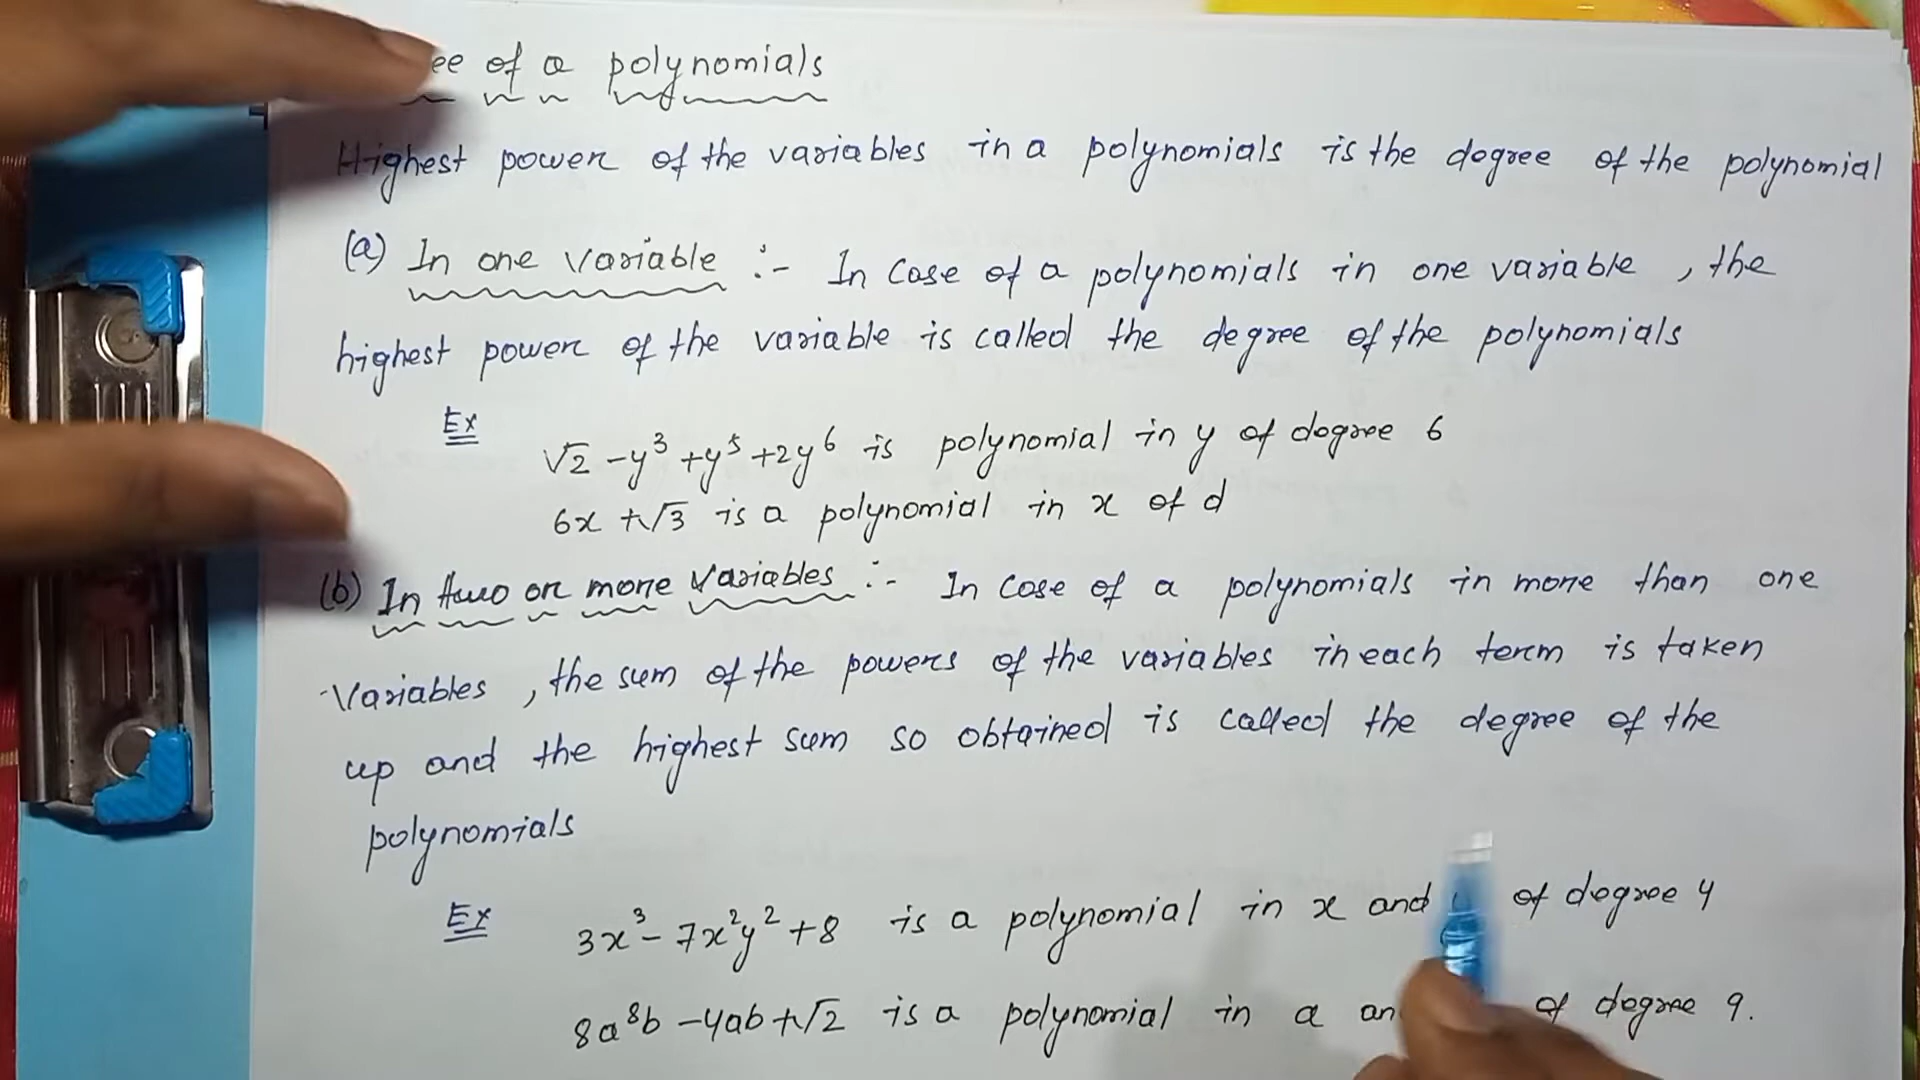 ee of a polynomials
Highest power of the variables in a polynomials is the degree of the polynomial
(a) In one variable :- In case of a polynomials in one variable, the
highest power of the variable is called the degree of the polynomials
Ex
√2 - y³ + y⁵ + 2y⁶ is polynomial in y of degree 6
6x + √3 is a polynomial in x of d
(b) In two or more variables :- In case of a polynomials in more than one
variables, the sum of the powers of the variables in each term is taken
up and the highest sum so obtained is called the degree of the
polynomials
Ex
3x³ - 7x²y² + 8 is a polynomial in x and of degree 4
8a⁸b - 4ab + √2 is a polynomial in a an of degree 9.